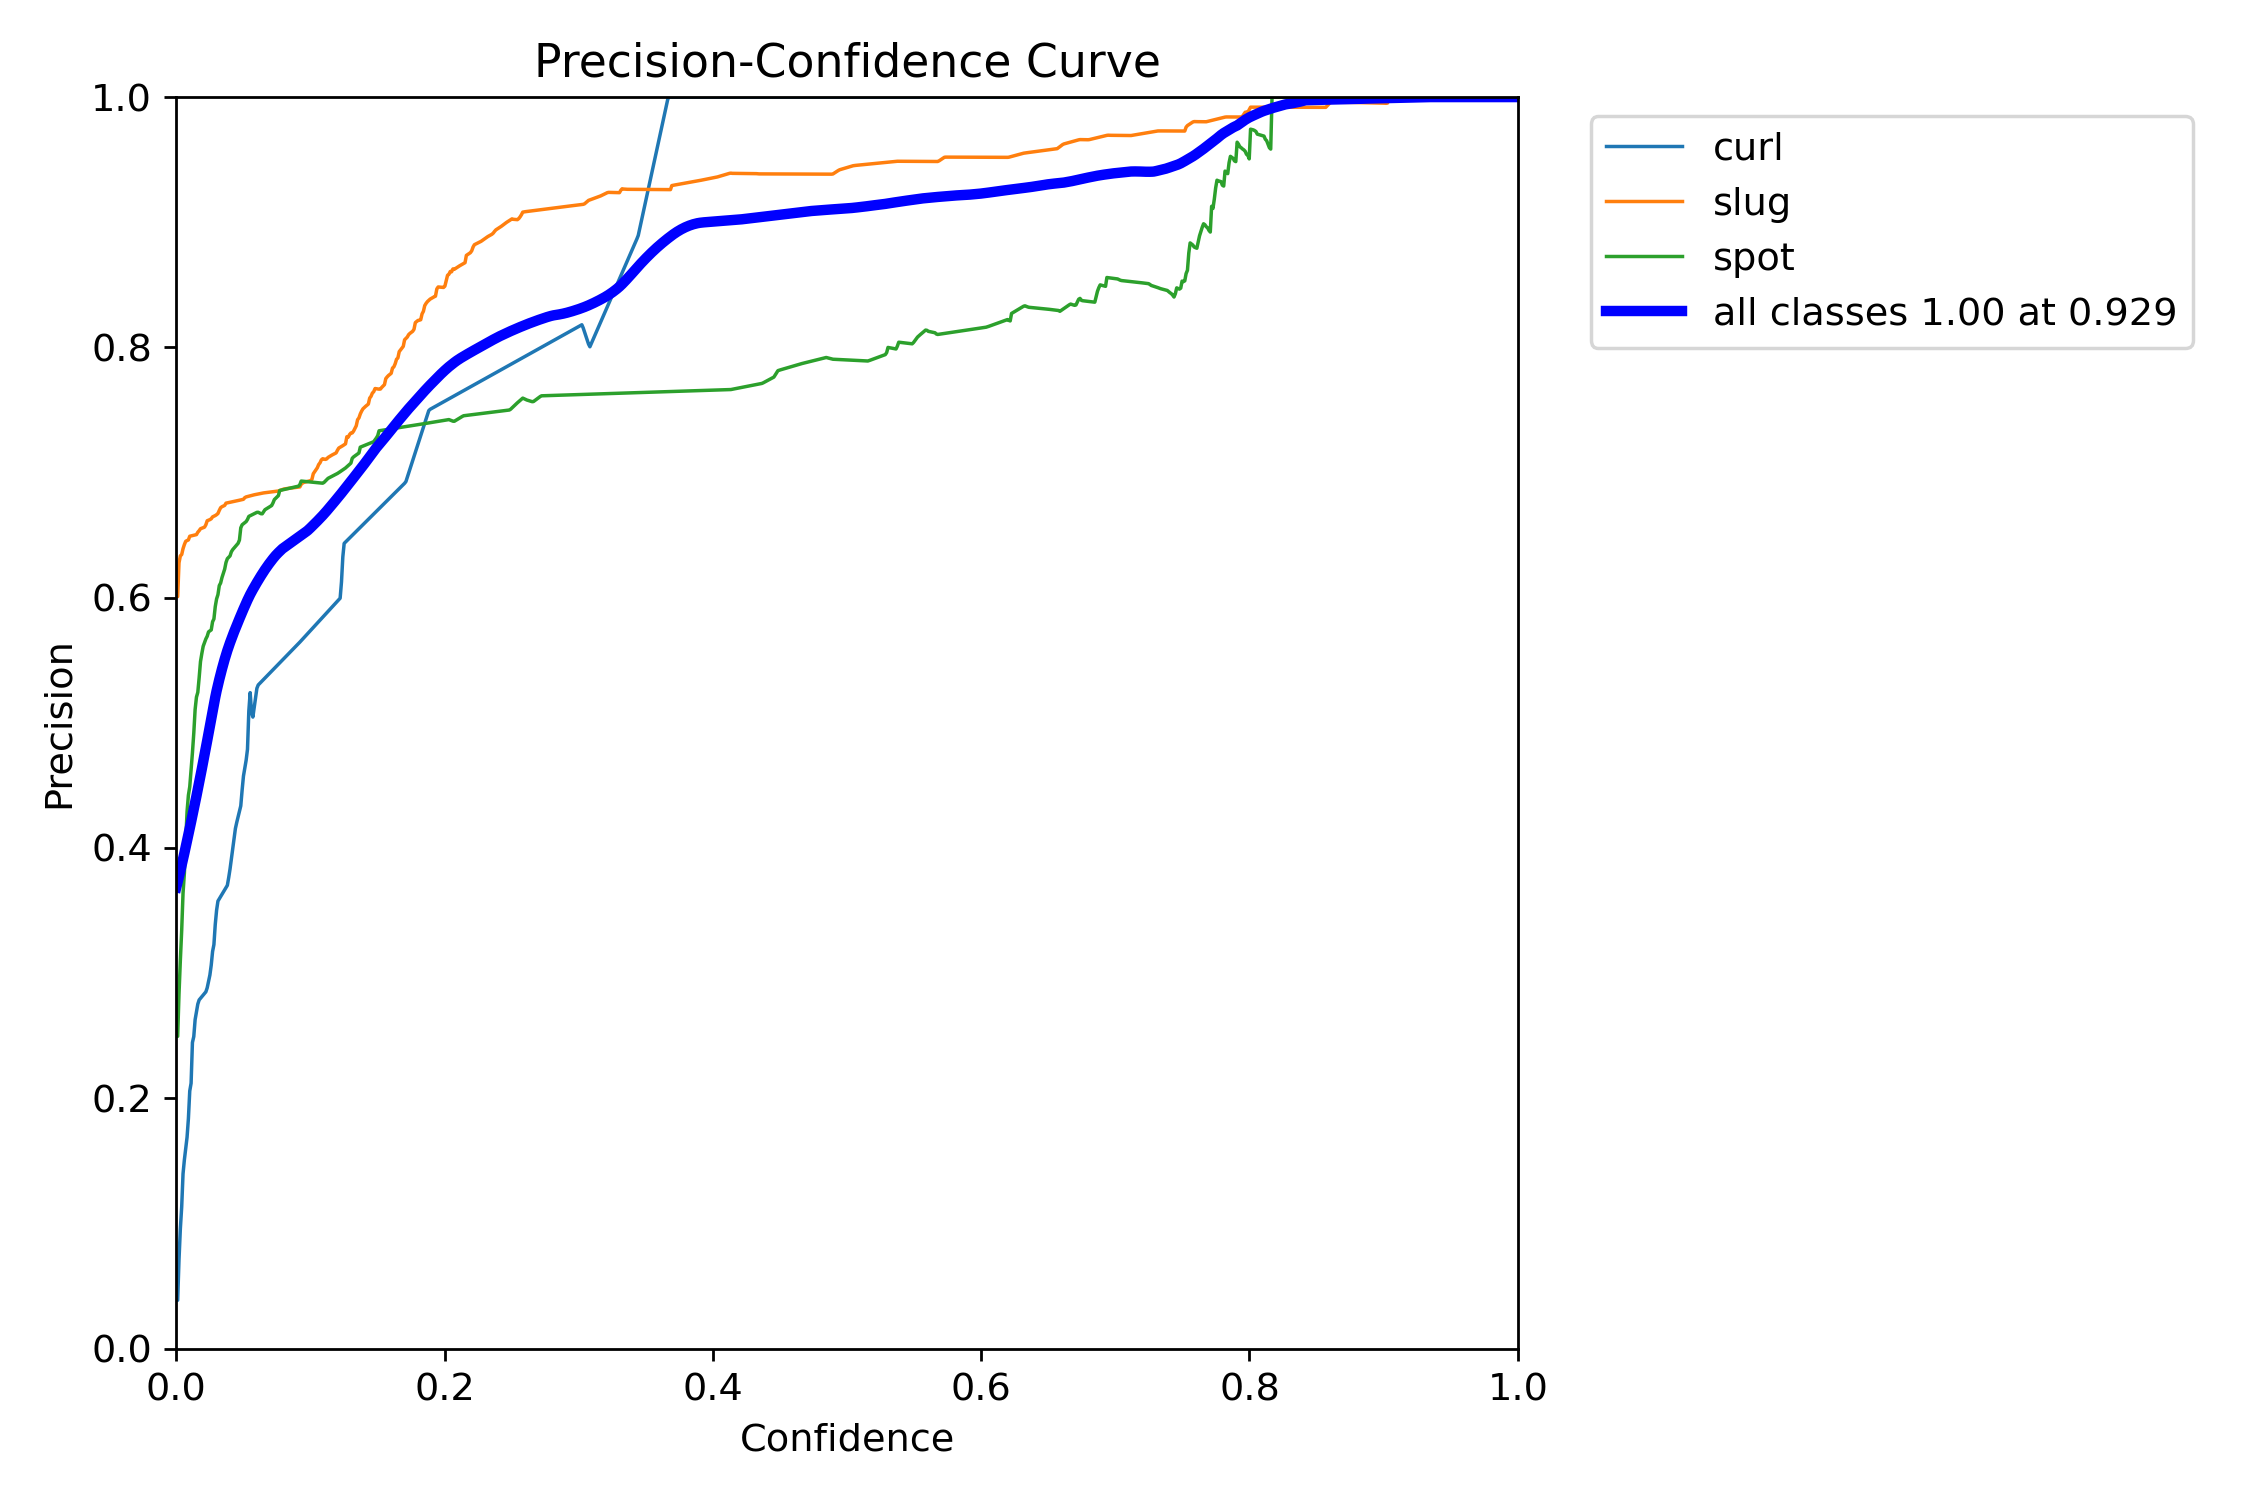 Precision-Confidence Curve
1.0
0.8
0.6
0.4
0.2
0.0
Precision
0.0 0.2 0.4 0.6 0.8 1.0
Confidence
curl
slug
spot
all classes 1.00 at 0.929